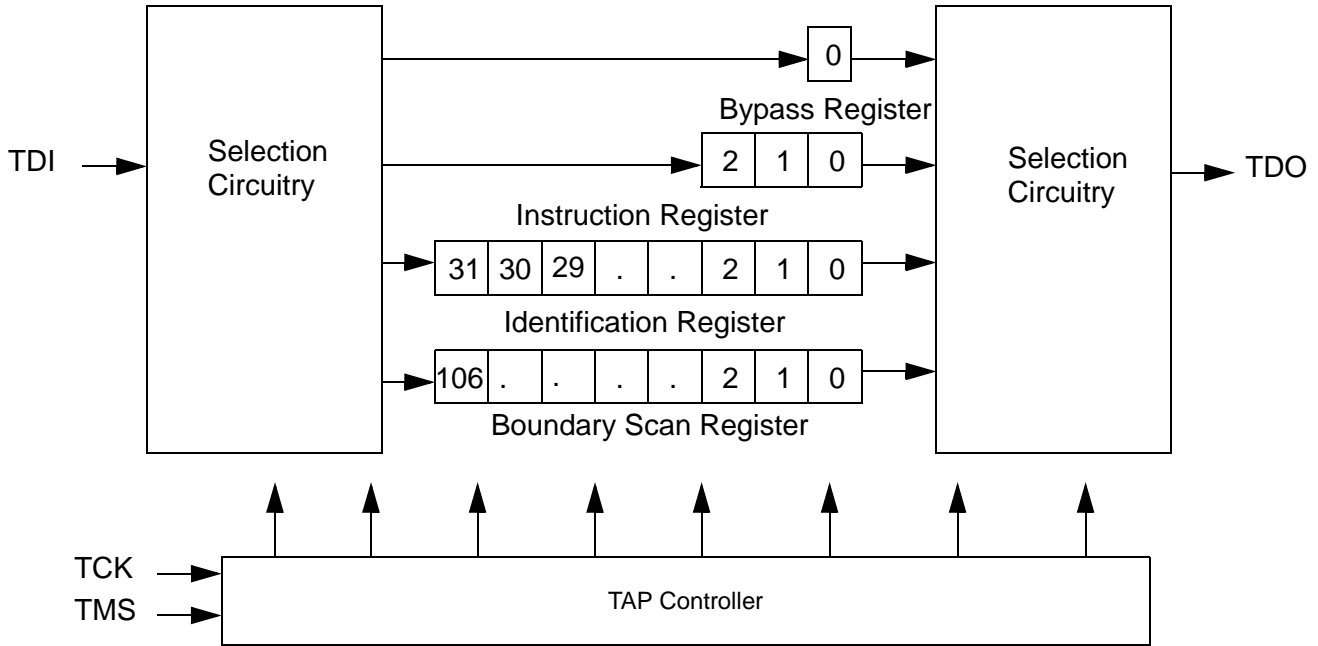 0
Bypass Register
TDI
Selection
Circuitry
2 1 0
Selection
Circuitry
TDO
Instruction Register
31 30 29 . . 2 1 0
Identification Register
106 . . . . 2 1 0
Boundary Scan Register
TCK
TMS
TAP Controller